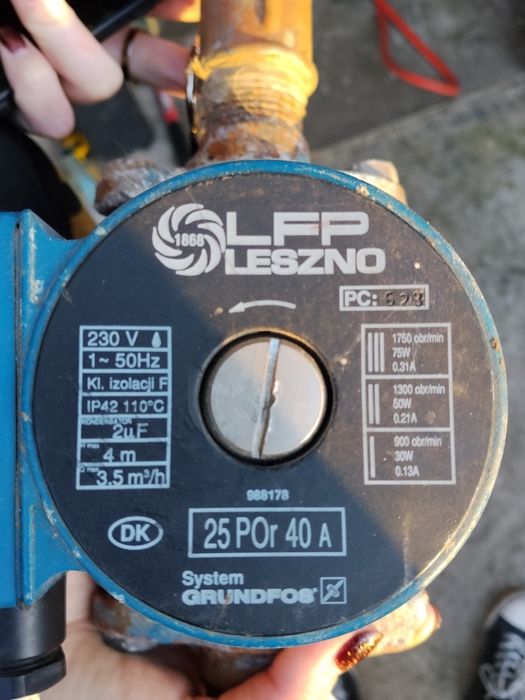 1868
LFP
LESZNO
PC:
230 V
1~ 50Hz
Kl. izolacji F
IP42 110°C
KONDENSATOR
2µF
H max
4 m
Q max
3.5 m³/h
1750 obr/min
75W
0.31A
1300 obr/min
50W
0.21A
900 obr/min
30W
0.13A
988178
DK
25 POr 40 A
System
GRUNDFOS